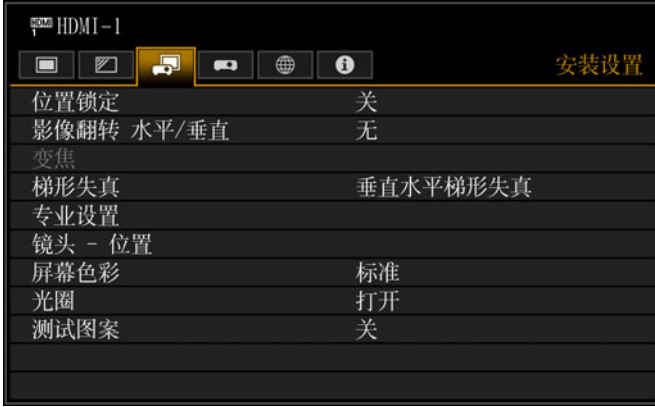 HDMI 1 HDMI-1
安装设置
位置锁定 关
影像翻转 水平/垂直 无
变焦
梯形失真 垂直水平梯形失真
专业设置
镜头 - 位置
屏幕色彩 标准
光圈 打开
测试图案 关